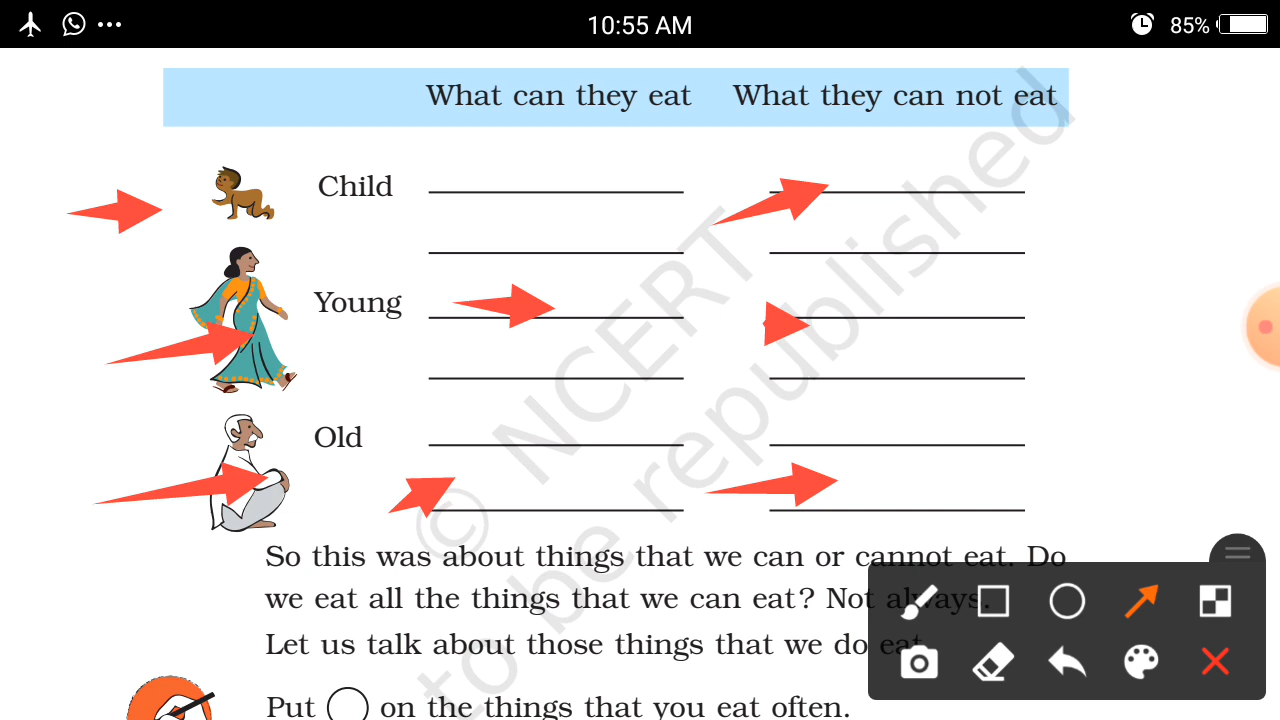 10:55 AM
85%
What can they eat What they can not eat
Child
Young
Old
So this was about things that we can or cannot eat. Do
we eat all the things that we can eat? Not always.
Let us talk about those things that we do eat
Put on the things that you eat often.
© NCERT
to be republished